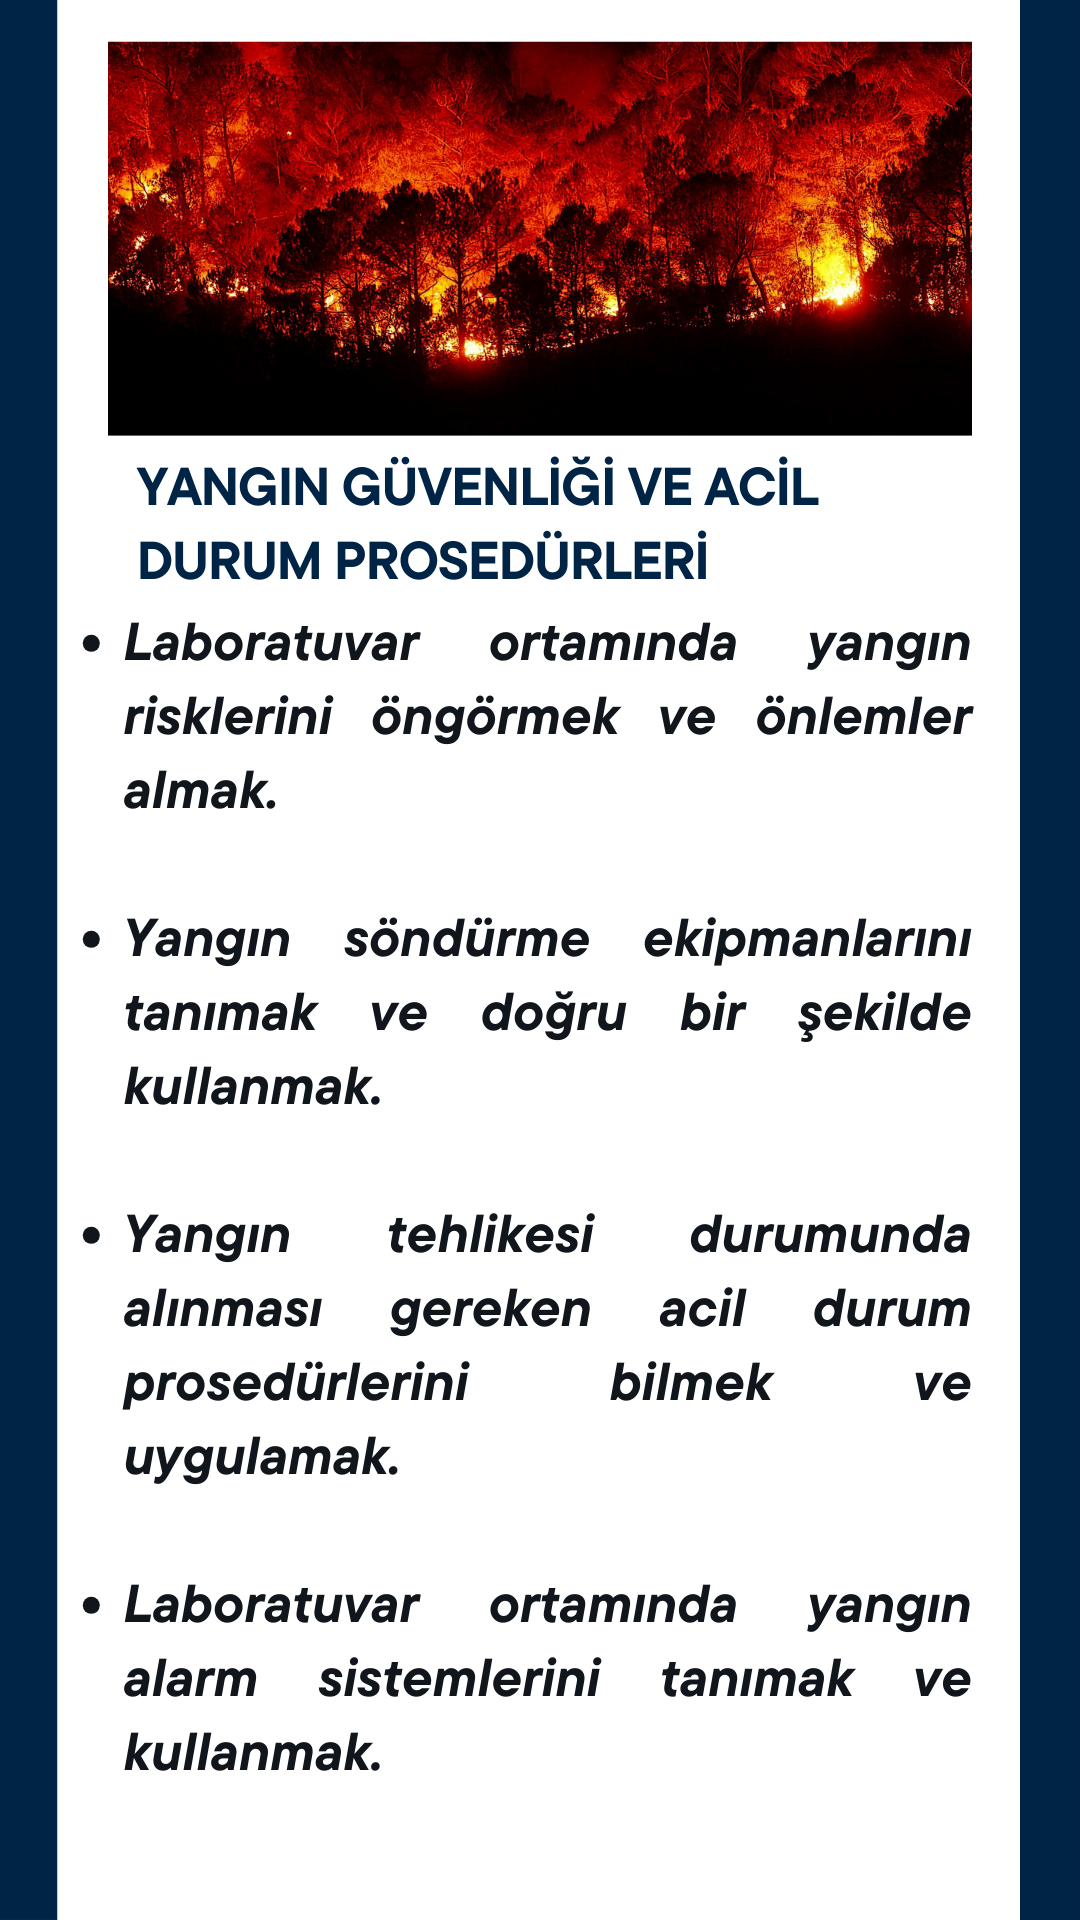 YANGIN GÜVENLİĞİ VE ACİL
DURUM PROSEDÜRLERİ
• Laboratuvar ortamında yangın
risklerini öngörmek ve önlemler
almak.
• Yangın söndürme ekipmanlarını
tanımak ve doğru bir şekilde
kullanmak.
• Yangın tehlikesi durumunda
alınması gereken acil durum
prosedürlerini bilmek ve
uygulamak.
• Laboratuvar ortamında yangın
alarm sistemlerini tanımak ve
kullanmak.